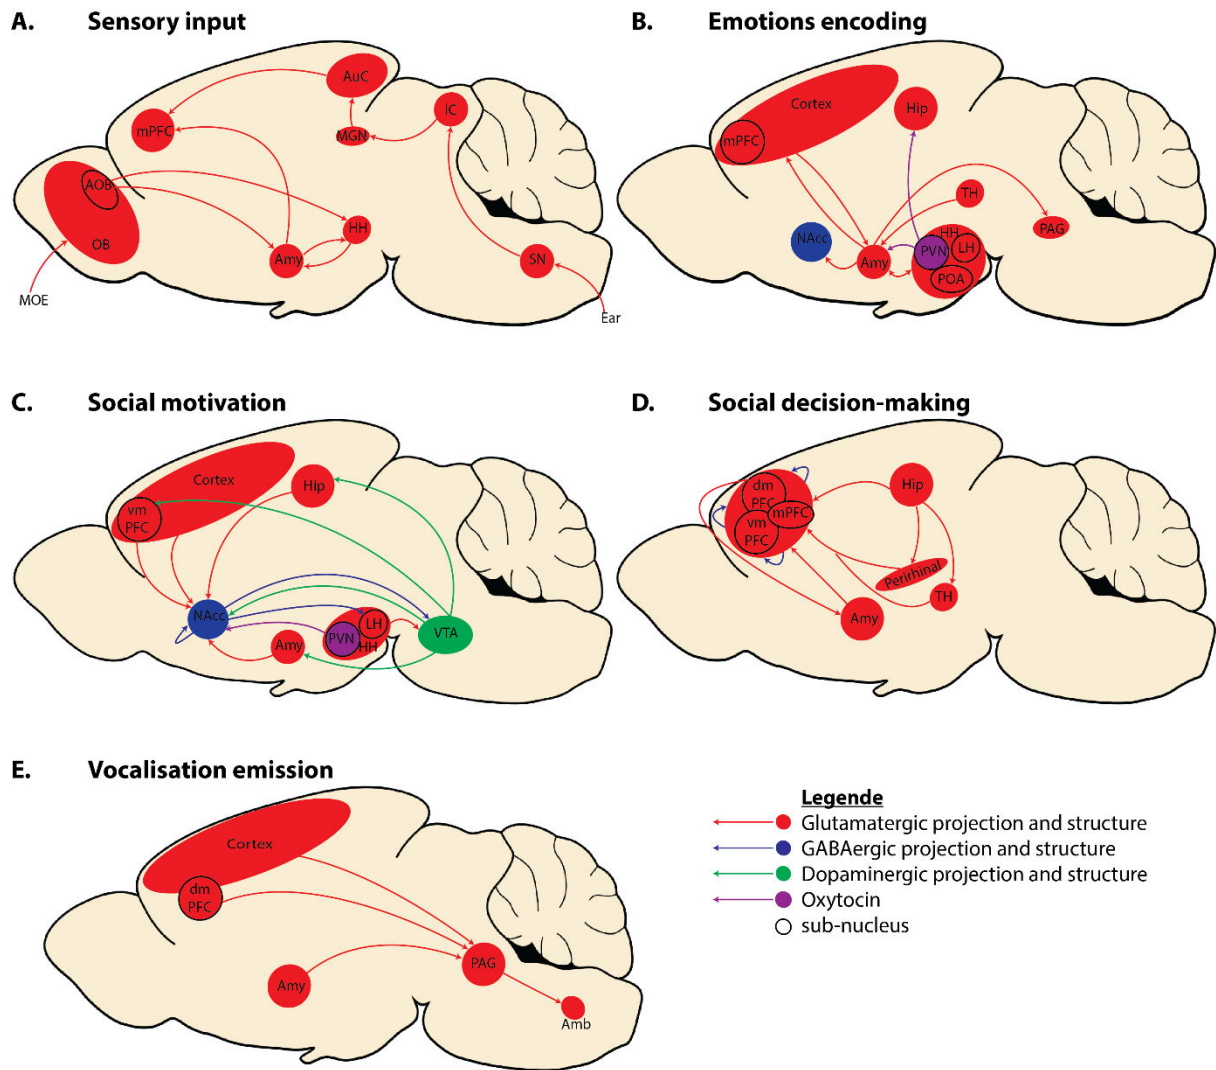 A. Sensory input
AuC
IC
mPFC
MGN
AOB
OB
HH
Amy
SN
MOE
Ear
B. Emotions encoding
Cortex
Hip
mPFC
TH
NAcc
HH
PAG
PVN
LH
Amy
POA
C. Social motivation
Cortex
Hip
vm
PFC
NAcc
LH
PVN
HH
Amy
VTA
D. Social decision-making
dm
PFC
mPFC
vm
PFC
Hip
Perirhinal
TH
Amy
E. Vocalisation emission
Cortex
dm
PFC
PAG
Amy
Amb
Legende
Glutamatergic projection and structure
GABAergic projection and structure
Dopaminergic projection and structure
Oxytocin
sub-nucleus